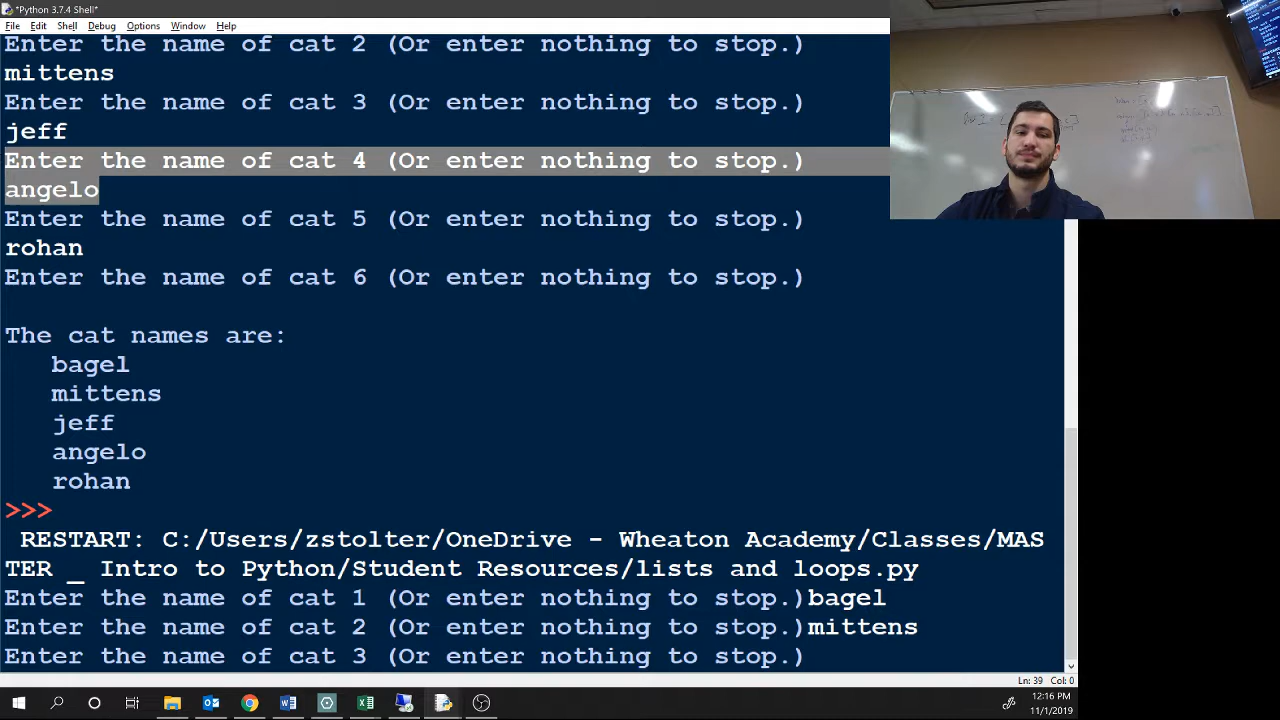 *Python 3.7.4 Shell*
File Edit Shell Debug Options Window Help
Enter the name of cat 2 (Or enter nothing to stop.)
mittens
Enter the name of cat 3 (Or enter nothing to stop.)
jeff
Enter the name of cat 4 (Or enter nothing to stop.)
angelo
Enter the name of cat 5 (Or enter nothing to stop.)
rohan
Enter the name of cat 6 (Or enter nothing to stop.)
The cat names are:
bagel
mittens
jeff
angelo
rohan
>>>
RESTART: C:/Users/zstolter/OneDrive - Wheaton Academy/Classes/MAS
TER _ Intro to Python/Student Resources/lists and loops.py
Enter the name of cat 1 (Or enter nothing to stop.)bagel
Enter the name of cat 2 (Or enter nothing to stop.)mittens
Enter the name of cat 3 (Or enter nothing to stop.)
Ln: 39 Col: 0
12:16 PM
11/1/2019